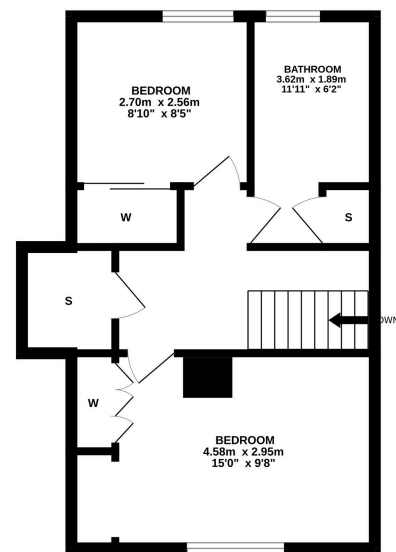 BATHROOM
3.62m x 1.89m
11'11" x 6'2"
BEDROOM
2.70m x 2.56m
8'10" x 8'5"
W
S
S
OWN
W
BEDROOM
4.58m x 2.95m
15'0" x 9'8"